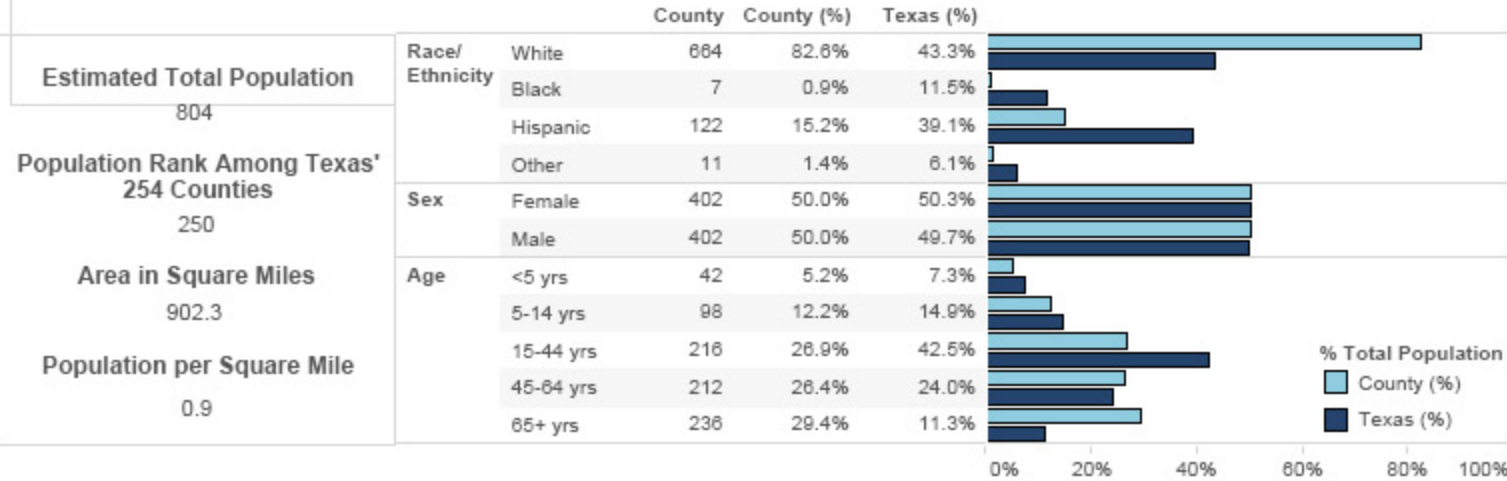 Estimated Total Population
804
Population Rank Among Texas'
254 Counties
250
Area in Square Miles
902.3
Population per Square Mile
0.9
County County (%) Texas (%)
Race/ White 664 82.6% 43.3%
Ethnicity
Black 7 0.9% 11.5%
Hispanic 122 15.2% 39.1%
Other 11 1.4% 6.1%
Sex Female 402 50.0% 50.3%
Male 402 50.0% 49.7%
Age <5 yrs 42 5.2% 7.3%
5-14 yrs 98 12.2% 14.9%
15-44 yrs 216 26.9% 42.5%
45-64 yrs 212 26.4% 24.0%
65+ yrs 236 29.4% 11.3%
% Total Population
County (%)
Texas (%)
0% 20% 40% 60% 80% 100%